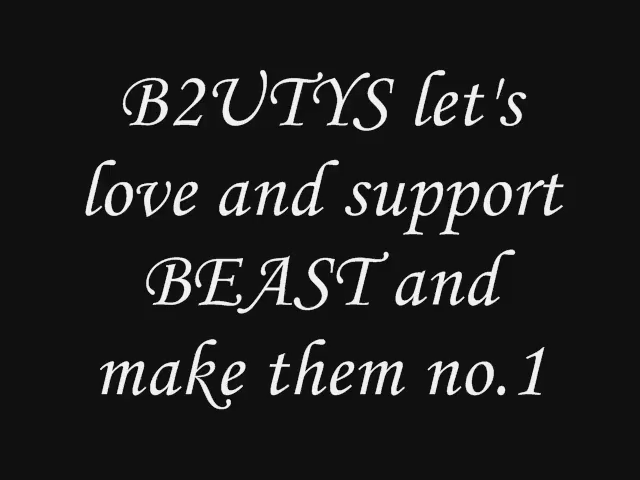 B2UTYS let's
love and support
BEAST and
make them no.1